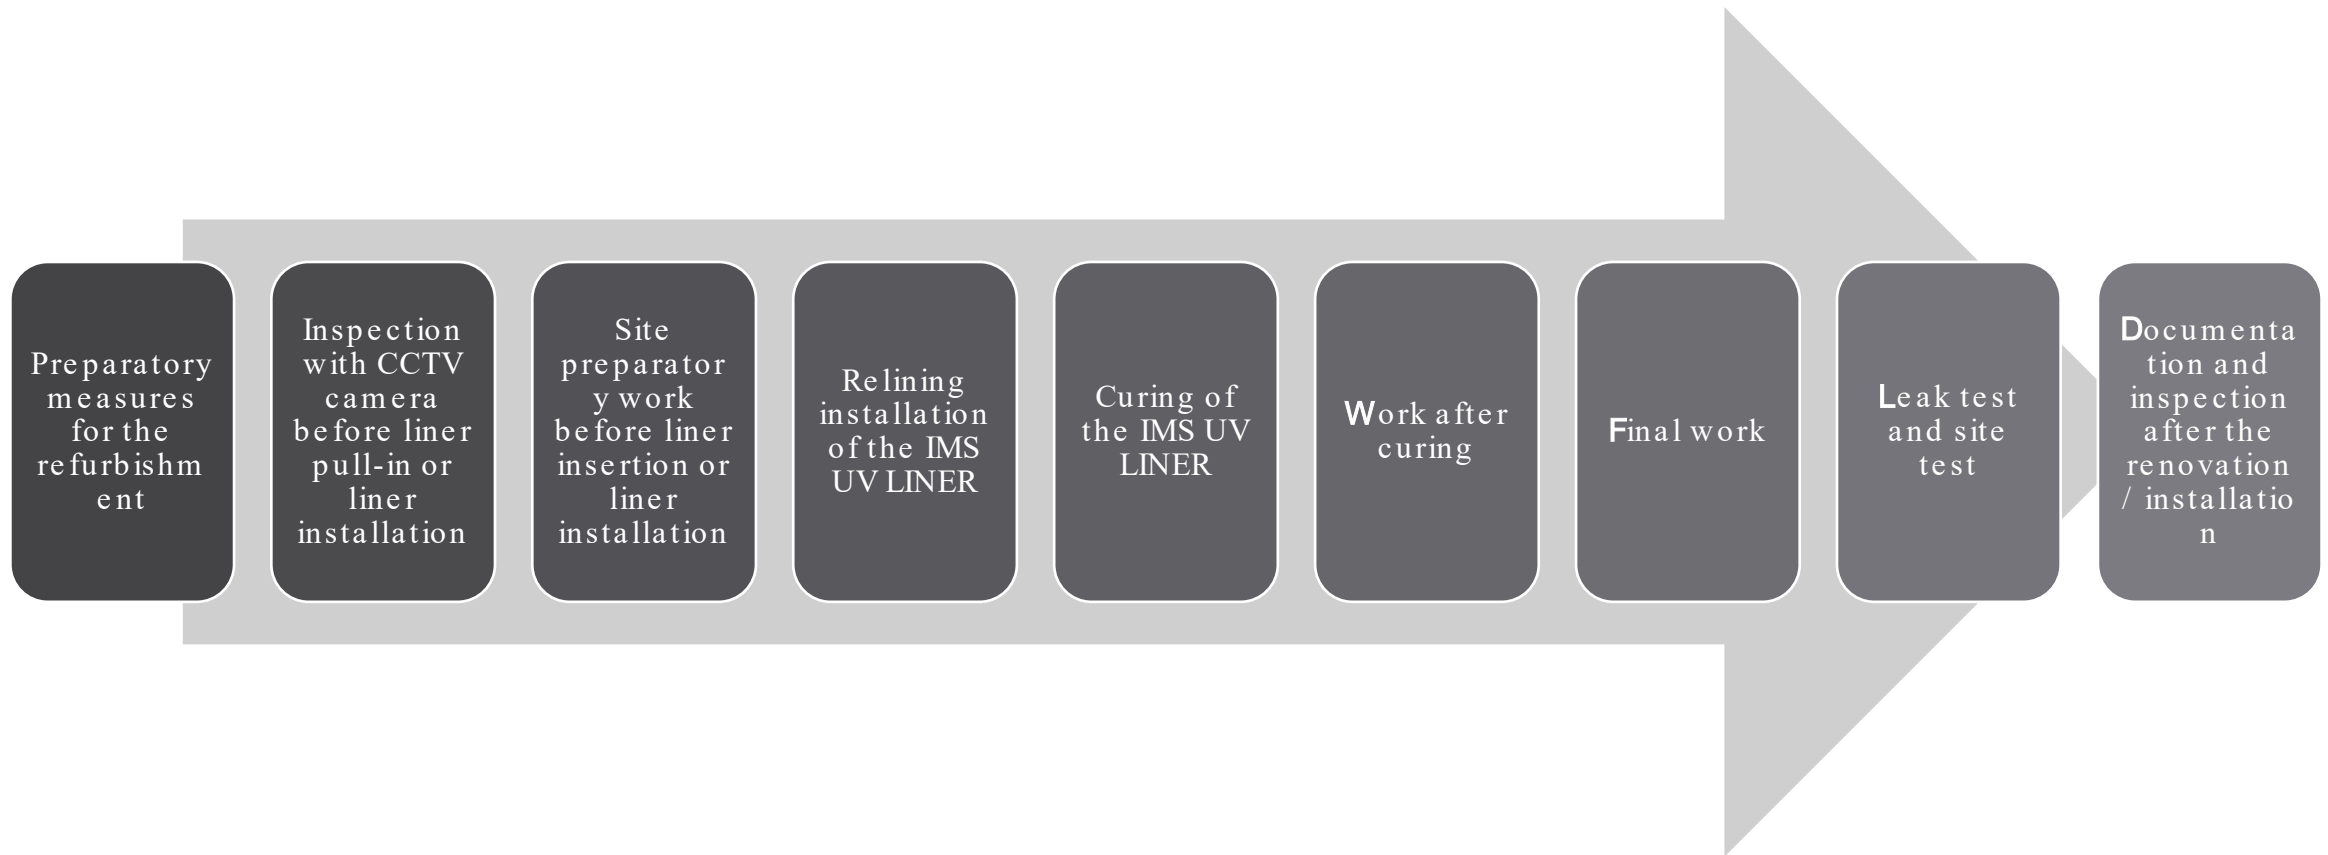 Preparatory
measures
for the
refurbishm
ent
Inspection
with CCTV
camera
before liner
pull-in or
liner
installation
Site
preparator
y work
before liner
insertion or
liner
installation
Relining
installation
of the IMS
UV LINER
Curing of
the IMS UV
LINER
Work after
curing
Final work
Leak test
and site
test
Documenta
tion and
inspection
after the
renovation
/ installatio
n